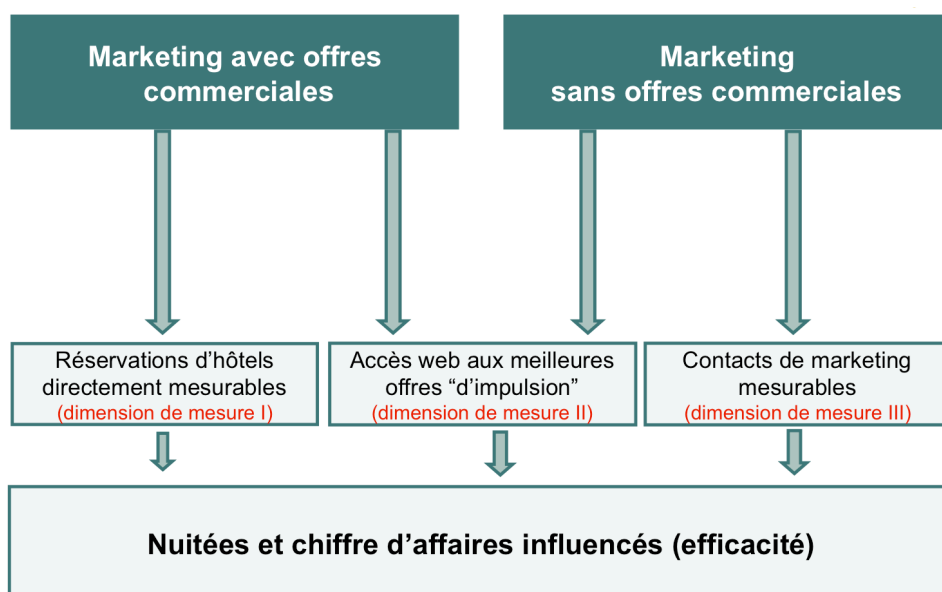 Marketing avec offres
commerciales
Marketing
sans offres commerciales
Réservations d’hôtels
directement mesurables
(dimension de mesure I)
Accès web aux meilleures
offres “d’impulsion”
(dimension de mesure II)
Contacts de marketing
mesurables
(dimension de mesure III)
Nuitées et chiffre d’affaires influencés (efficacité)